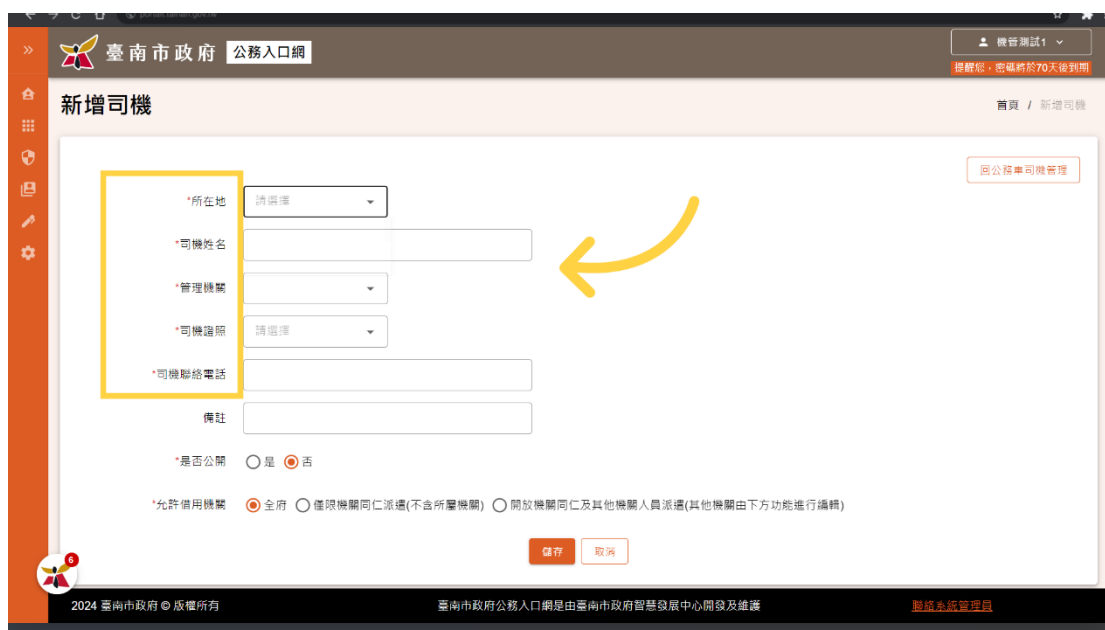 臺南市政府 公務入口網
機管測試1
提醒您，密碼將於70天後到期
新增司機
首頁 / 新增司機
回公務車司機管理
*所在地 請選擇
*司機姓名
*管理機關
*司機證照 請選擇
*司機聯絡電話
備註
*是否公開 是 否
*允許借用機關 全府 僅限機關同仁派遣(不含所屬機關) 開放機關同仁及其他機關人員派遣(其他機關由下方功能進行編輯)
儲存 取消
6
2024 臺南市政府 © 版權所有 臺南市政府公務入口網是由臺南市政府智慧發展中心開發及維護 聯絡系統管理員